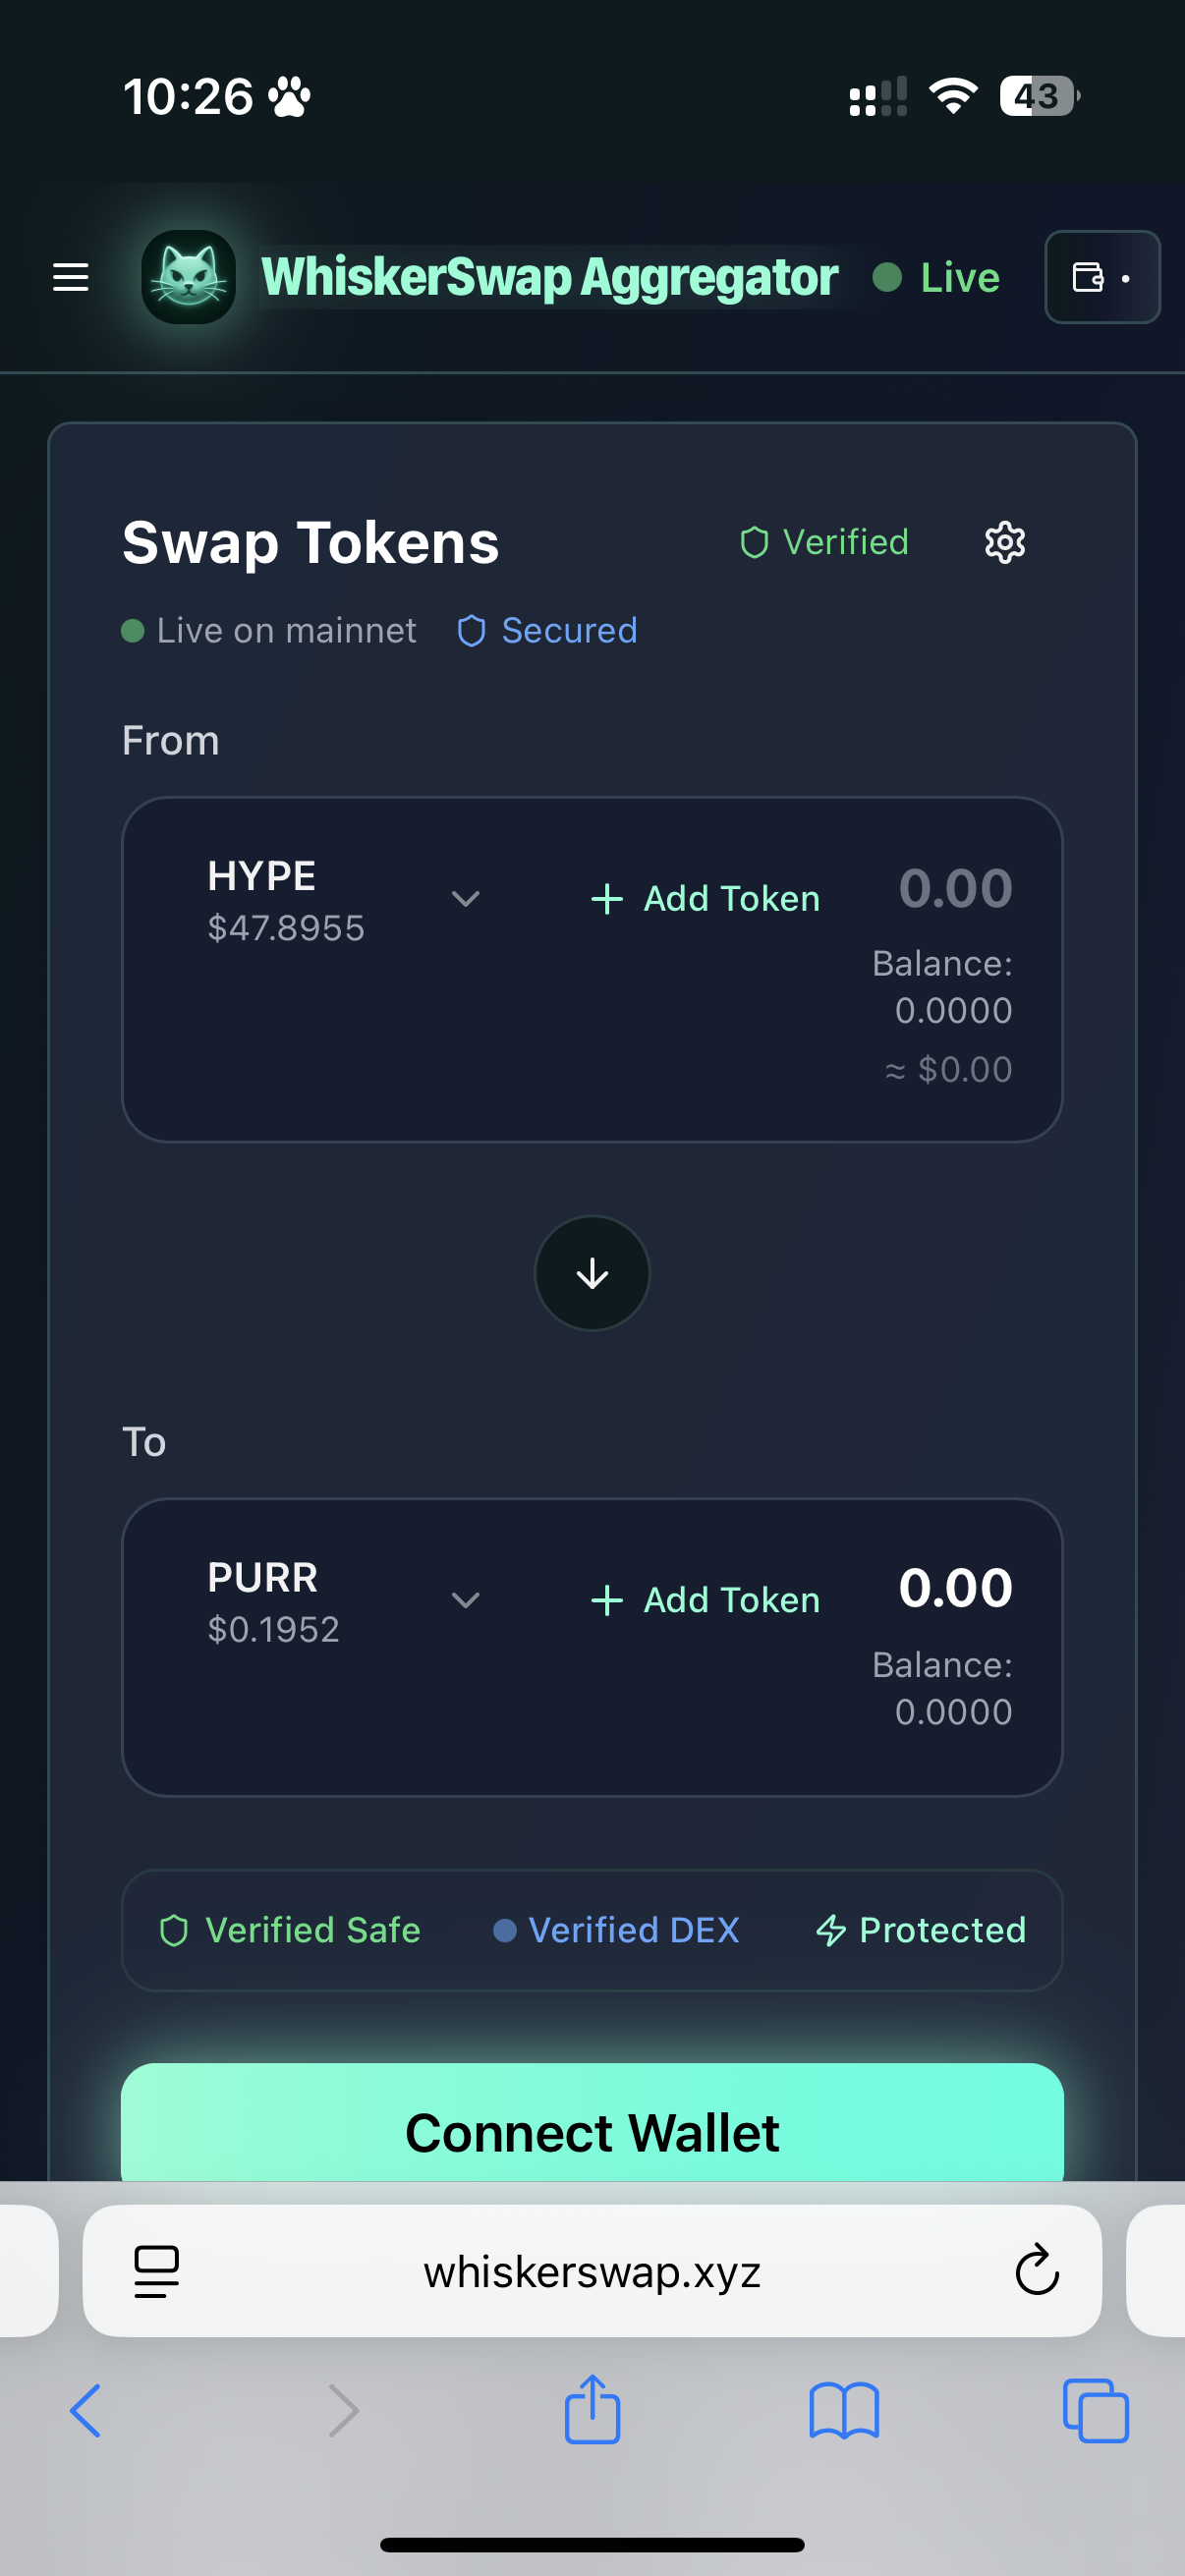 10:26
43
WhiskerSwap Aggregator
Live
Swap Tokens
Verified
Live on mainnet
Secured
From
HYPE
$47.8955
Add Token
0.00
Balance:
0.0000
≈ $0.00
To
PURR
$0.1952
Add Token
0.00
Balance:
0.0000
Verified Safe
Verified DEX
Protected
Connect Wallet
whiskerswap.xyz